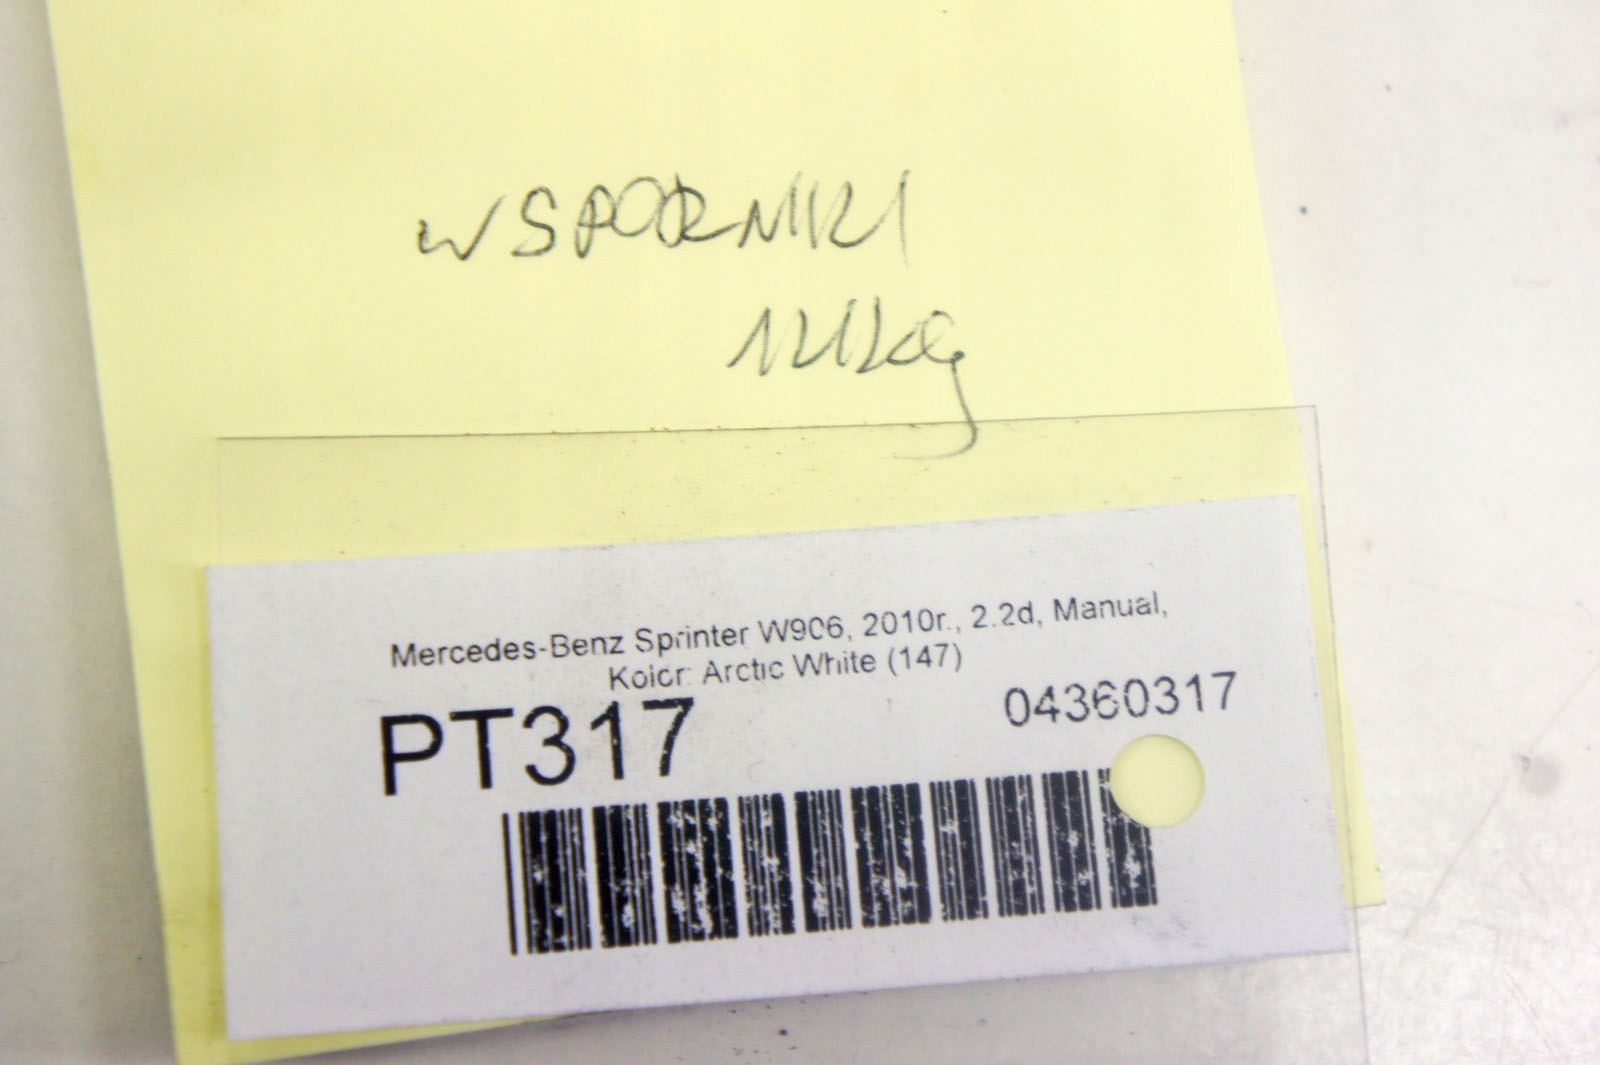 WSPORNIKI
Mercedes-Benz Sprinter W906, 2010r., 2.2d, Manual,
Kolor: Arctic White (147)
PT317
04360317